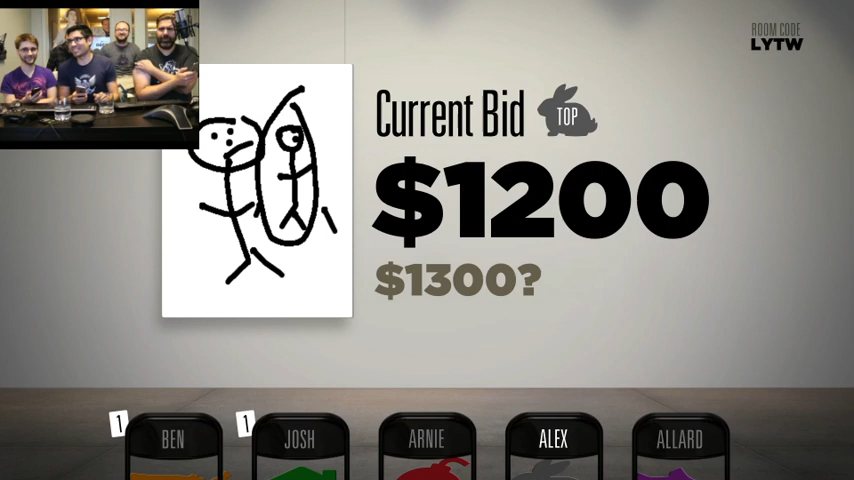 ROOM CODE
LYTW
Current Bid TOP
$1200
$1300?
1 BEN
1 JOSH
ARNIE
ALEX
ALLARD